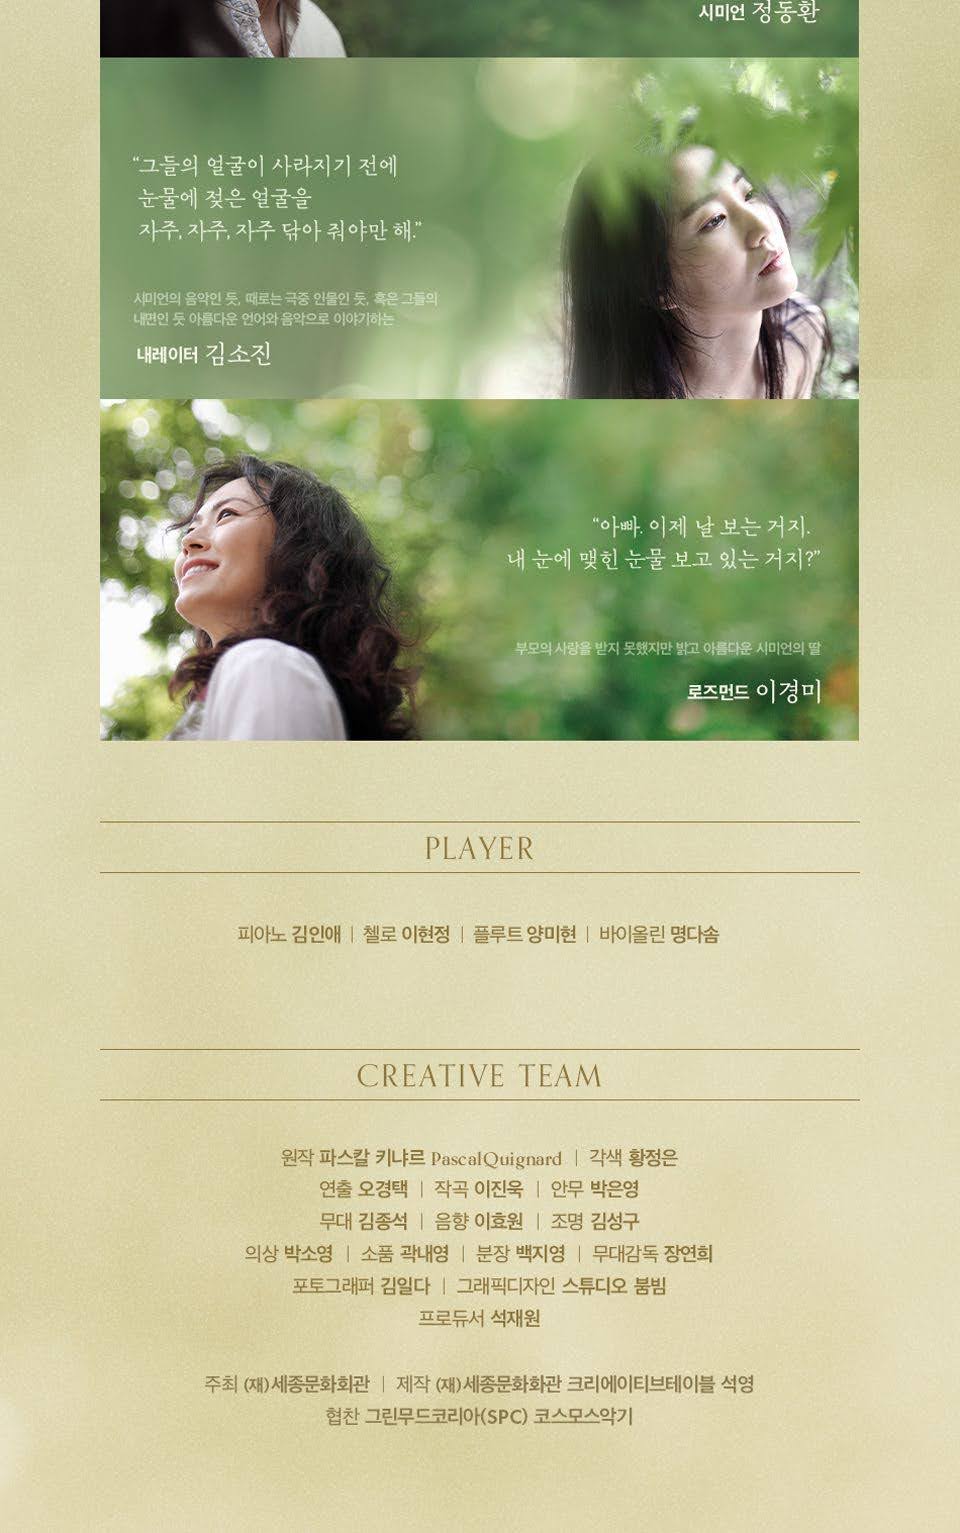 시미언 정동환
“그들의 얼굴이 사라지기 전에
눈물에 젖은 얼굴을
자주, 자주, 자주 닦아 줘야만 해.”
시미언의 음악인 듯, 때로는 극중 인물인 듯, 혹은 그들의
내면인 듯 아름다운 언어와 음악으로 이야기하는
내레이터 김소진
“아빠. 이제 날 보는 거지.
내 눈에 맺힌 눈물 보고 있는 거지?”
부모의 사랑을 받지 못했지만 밝고 아름다운 시미언의 딸
로즈먼드 이경미
PLAYER
피아노 김인애 | 첼로 이현정 | 플루트 양미현 | 바이올린 명다솜
CREATIVE TEAM
원작 파스칼 키냐르 PascalQuignard | 각색 황정은
연출 오경택 | 작곡 이진욱 | 안무 박은영
무대 김종석 | 음향 이효원 | 조명 김성구
의상 박소영 | 소품 곽내영 | 분장 백지영 | 무대감독 장연희
포토그래퍼 김일다 | 그래픽디자인 스튜디오 붐빔
프로듀서 석재원
주최 (재)세종문화회관 | 제작 (재)세종문화화관 크리에이티브테이블 석영
협찬 그린무드코리아(SPC) 코스모스악기